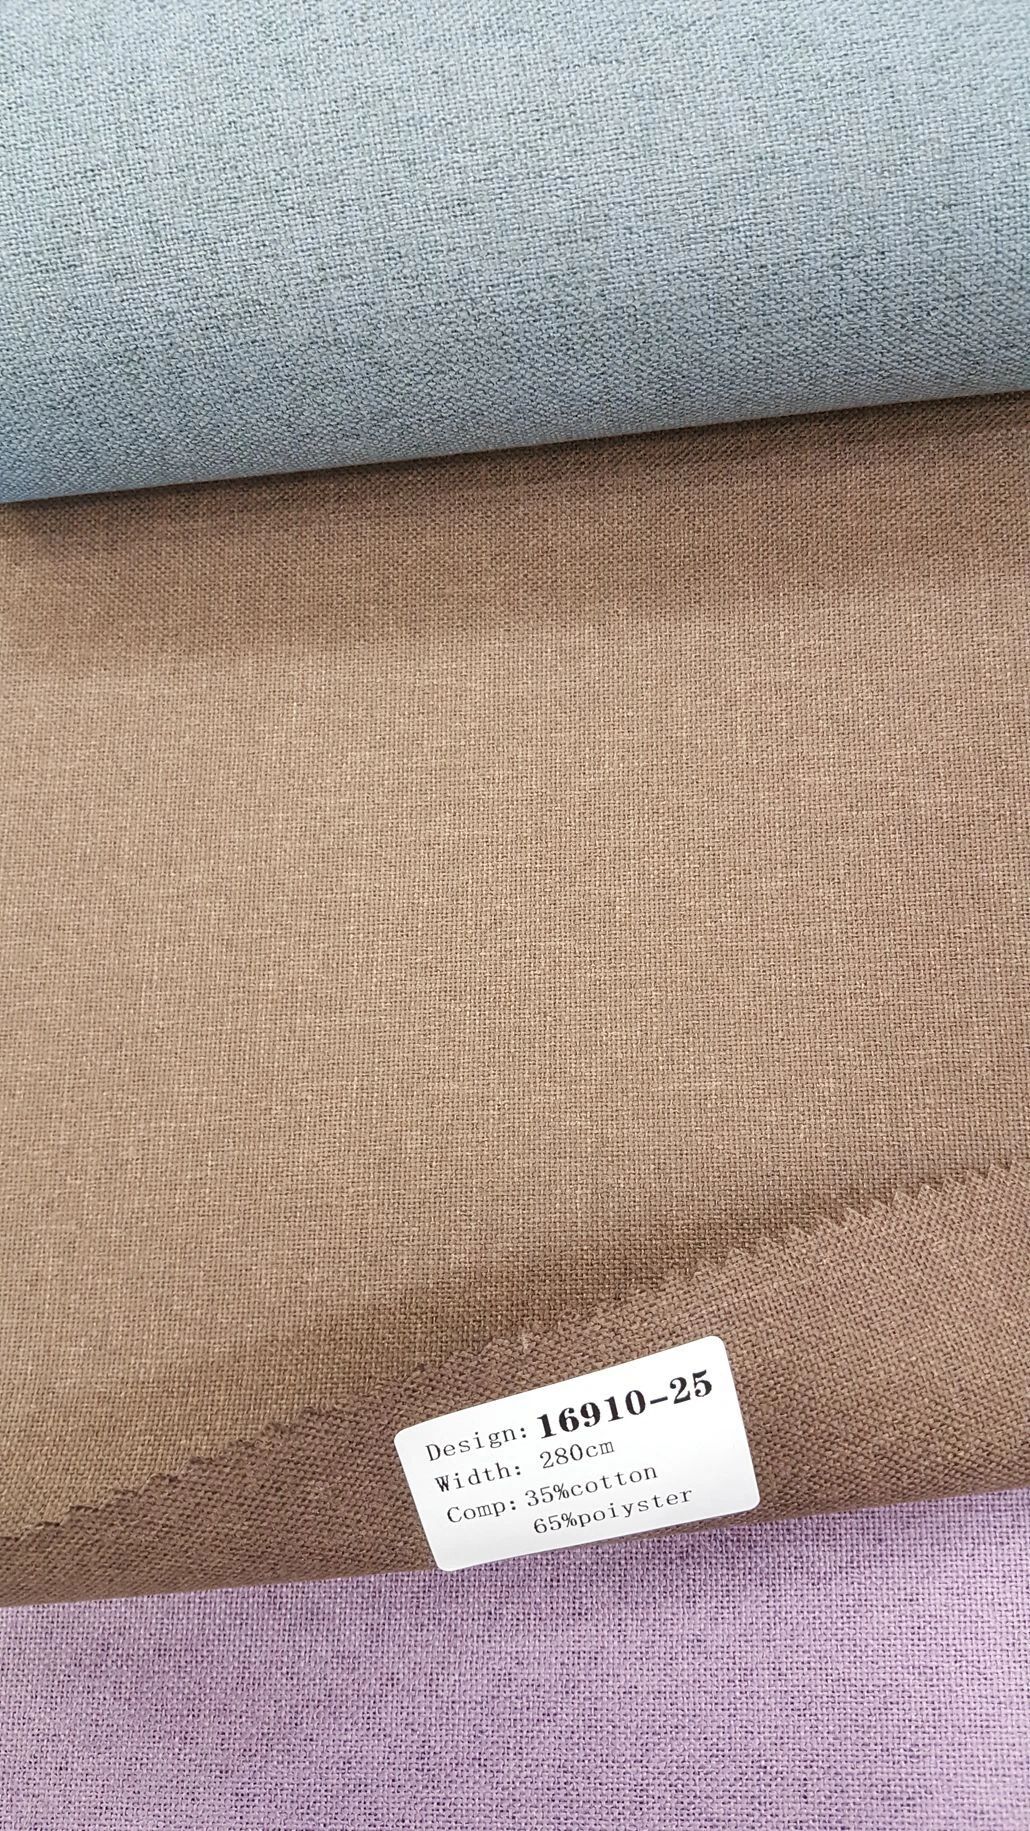 Design: 16910-25
Width: 280cm
Comp: 35%cotton
65%poiyster